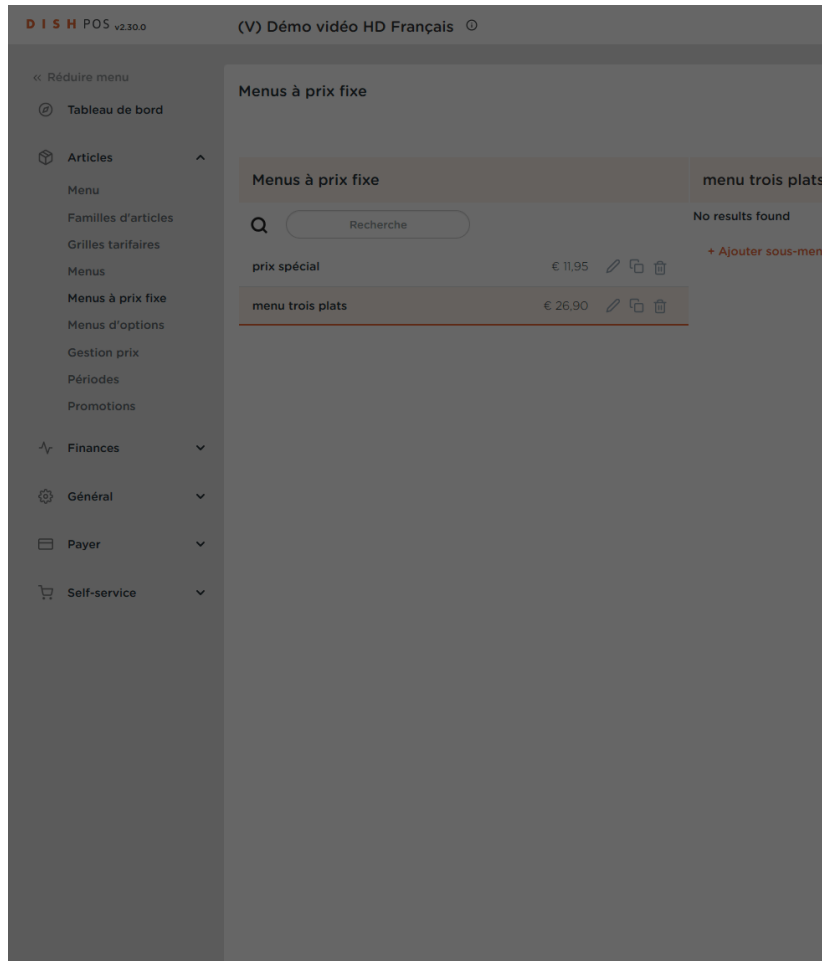 DISH POS v2.30.0
(V) Démo vidéo HD Français
« Réduire menu
Tableau de bord
Articles
Menu
Familles d'articles
Grilles tarifaires
Menus
Menus à prix fixe
Menus d'options
Gestion prix
Périodes
Promotions
Finances
Général
Payer
Self-service
Menus à prix fixe
Menus à prix fixe
Recherche
prix spécial € 11,95
menu trois plats € 26,90
menu trois plats
No results found
+ Ajouter sous-men